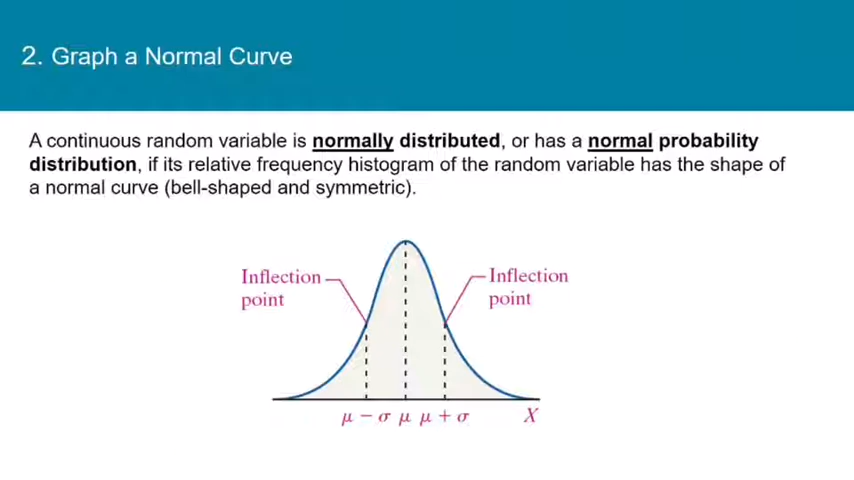 2. Graph a Normal Curve
A continuous random variable is normally distributed, or has a normal probability
distribution, if its relative frequency histogram of the random variable has the shape of
a normal curve (bell-shaped and symmetric).
Inflection
point
Inflection
point
μ − σ μ μ + σ X